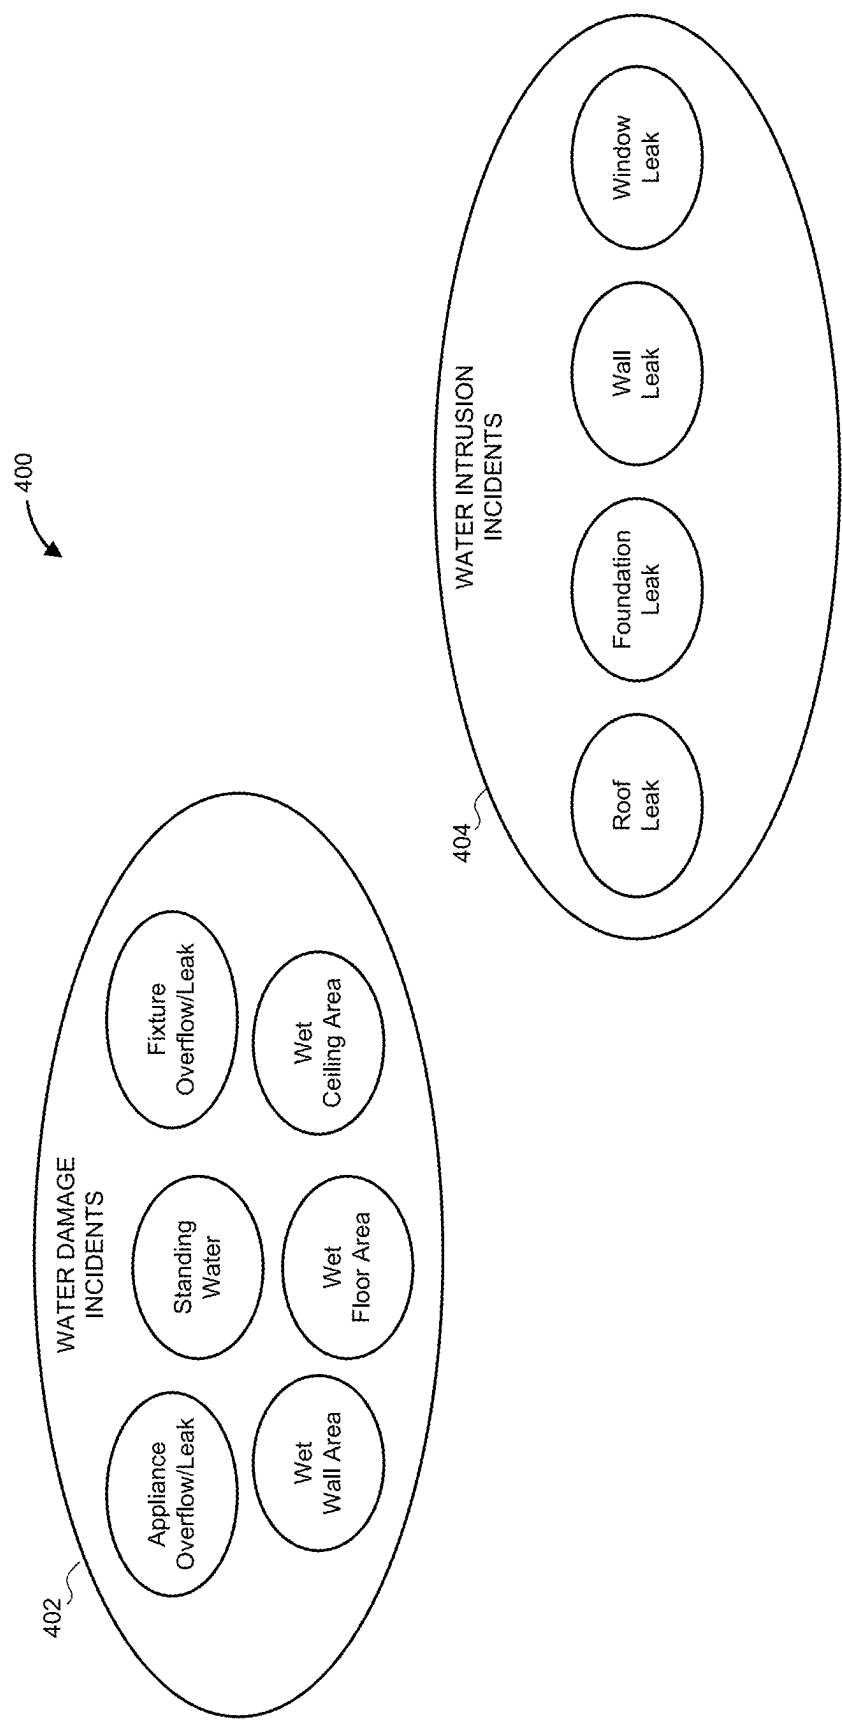 400
402
WATER DAMAGE
INCIDENTS
Appliance
Overflow/Leak
Standing
Water
Fixture
Overflow/Leak
Wet
Wall Area
Wet
Floor Area
Wet
Ceiling Area
404
WATER INTRUSION
INCIDENTS
Roof
Leak
Foundation
Leak
Wall
Leak
Window
Leak